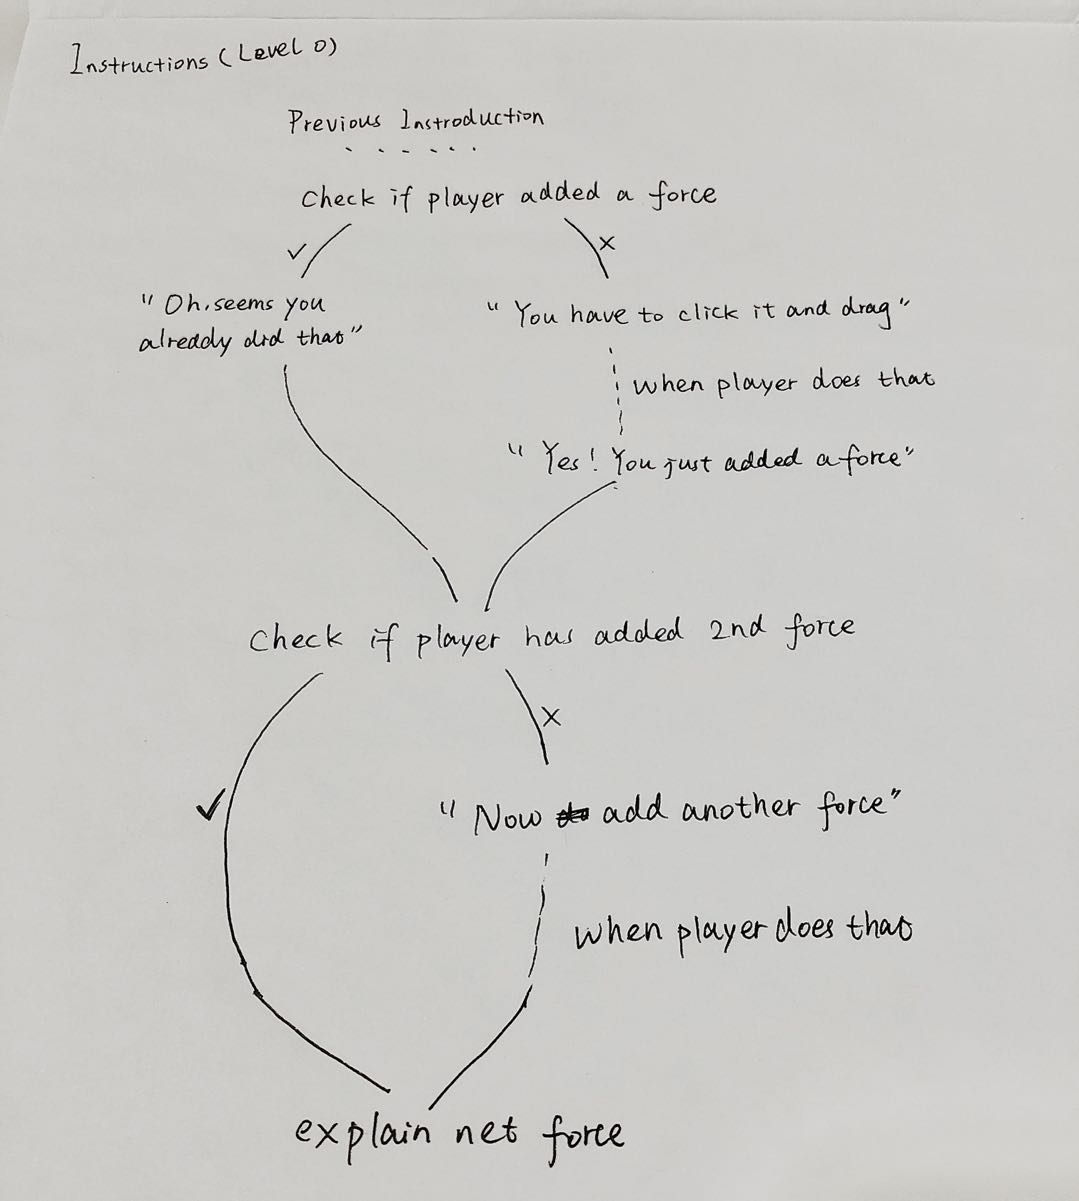 Instructions (Level 0)
Previous Instroduction
. . . . . .
Check if player added a force
✓
×
"Oh, seems you
already did that"
"You have to click it and drag"
when player does that
"Yes! You just added a force"
Check if player has added 2nd force
×
✓
"Now add another force"
when player does that
explain net force